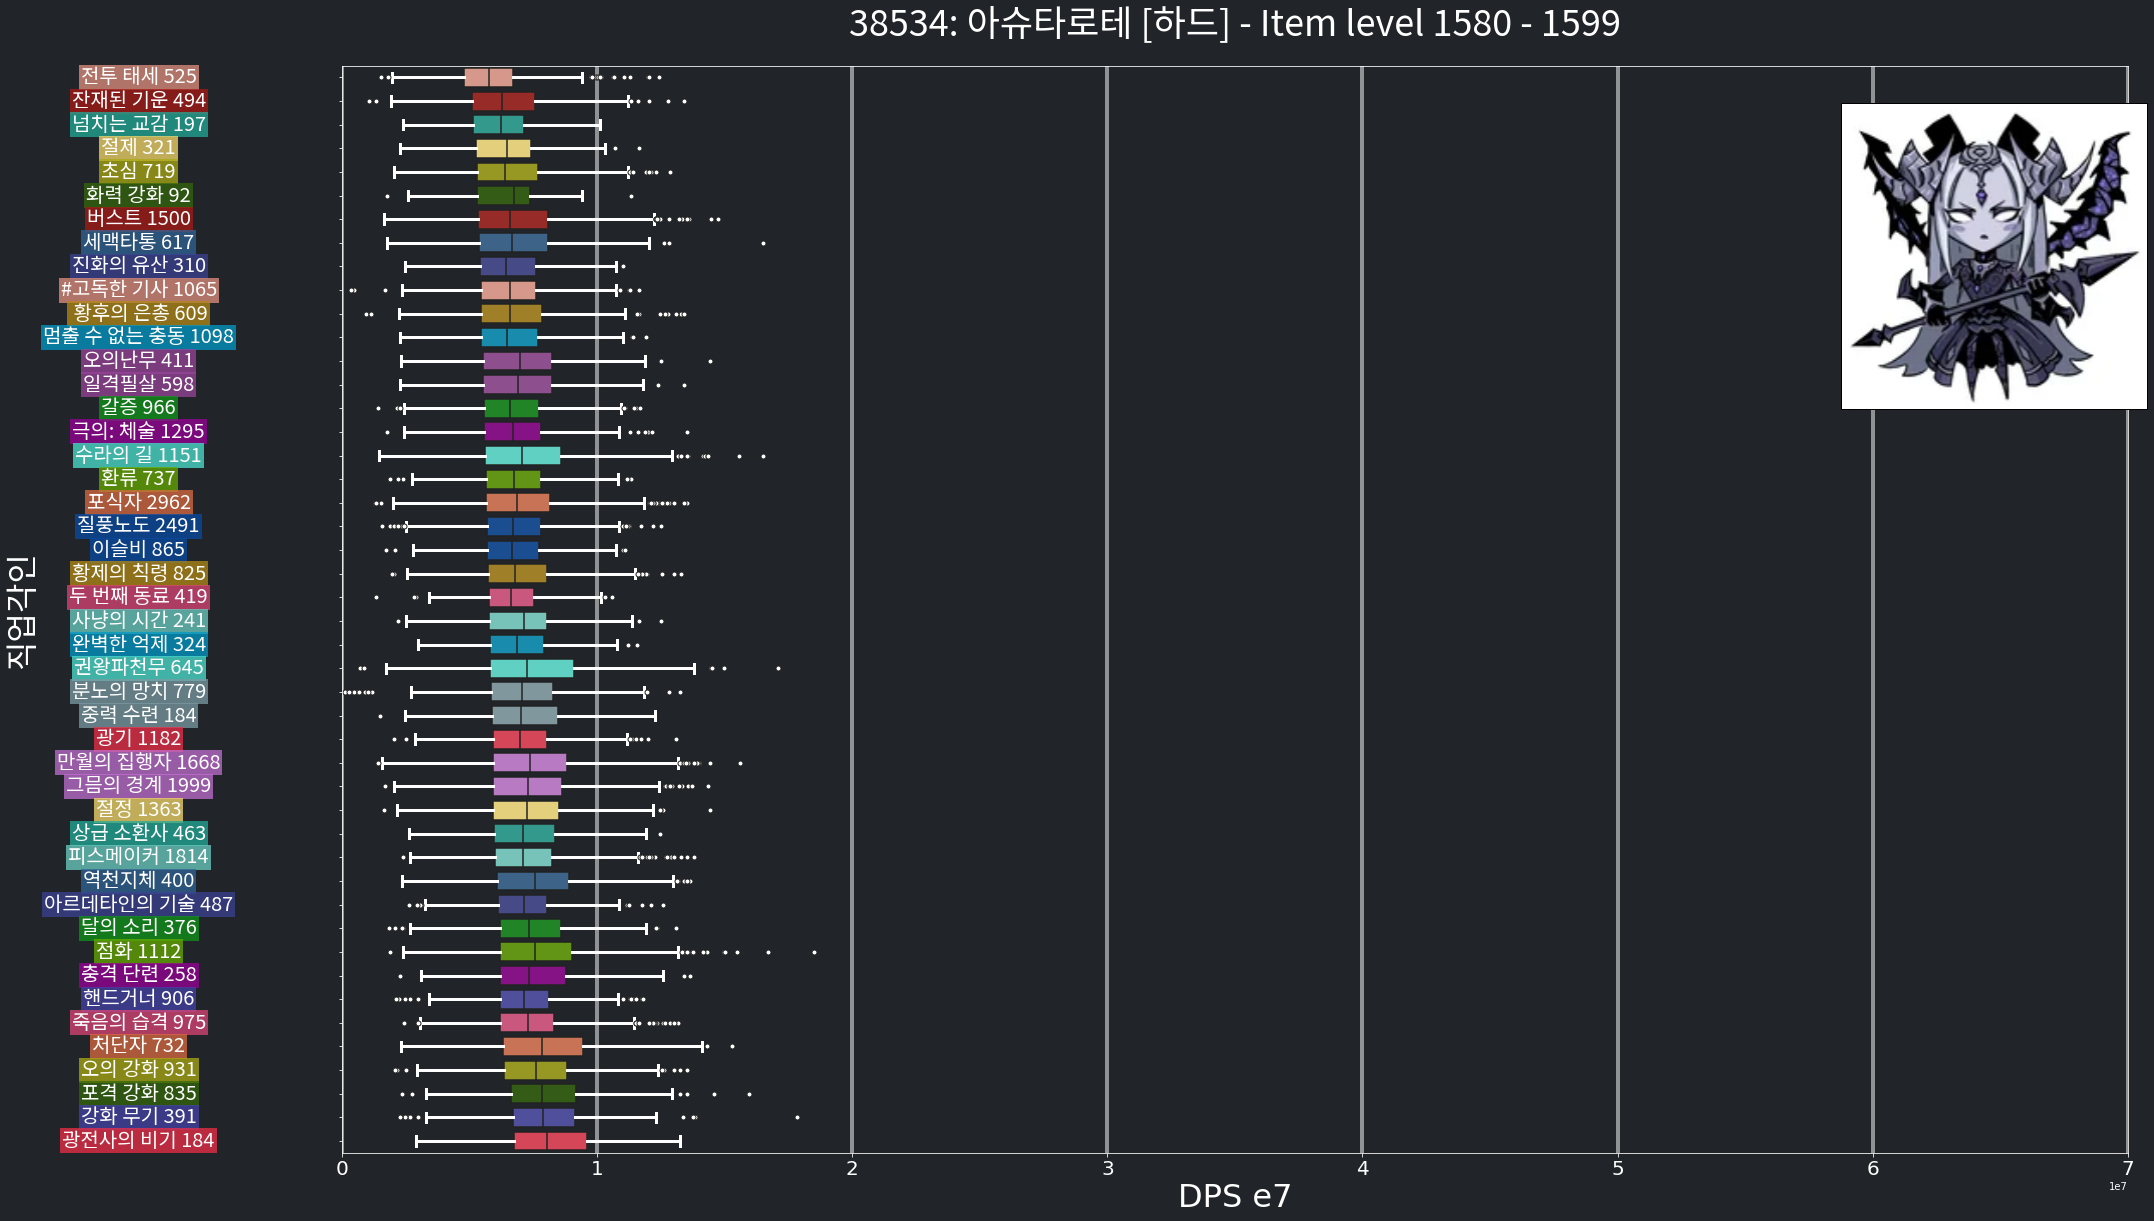 38534: 아슈타로테 [하드] - Item level 1580 - 1599
직업각인
전투 태세 525
잔재된 기운 494
넘치는 교감 197
절제 321
초심 719
화력 강화 92
버스트 1500
세맥타통 617
진화의 유산 310
#고독한 기사 1065
황후의 은총 609
멈출 수 없는 충동 1098
오의난무 411
일격필살 598
갈증 966
극의: 체술 1295
수라의 길 1151
환류 737
포식자 2962
질풍노도 2491
이슬비 865
황제의 칙령 825
두 번째 동료 419
사냥의 시간 241
완벽한 억제 324
권왕파천무 645
분노의 망치 779
중력 수련 184
광기 1182
만월의 집행자 1668
그믐의 경계 1999
절정 1363
상급 소환사 463
피스메이커 1814
역천지체 400
아르데타인의 기술 487
달의 소리 376
점화 1112
충격 단련 258
핸드거너 906
죽음의 습격 975
처단자 732
오의 강화 931
포격 강화 835
강화 무기 391
광전사의 비기 184
0 1 2 3 4 5 6 7
1e7
DPS e7